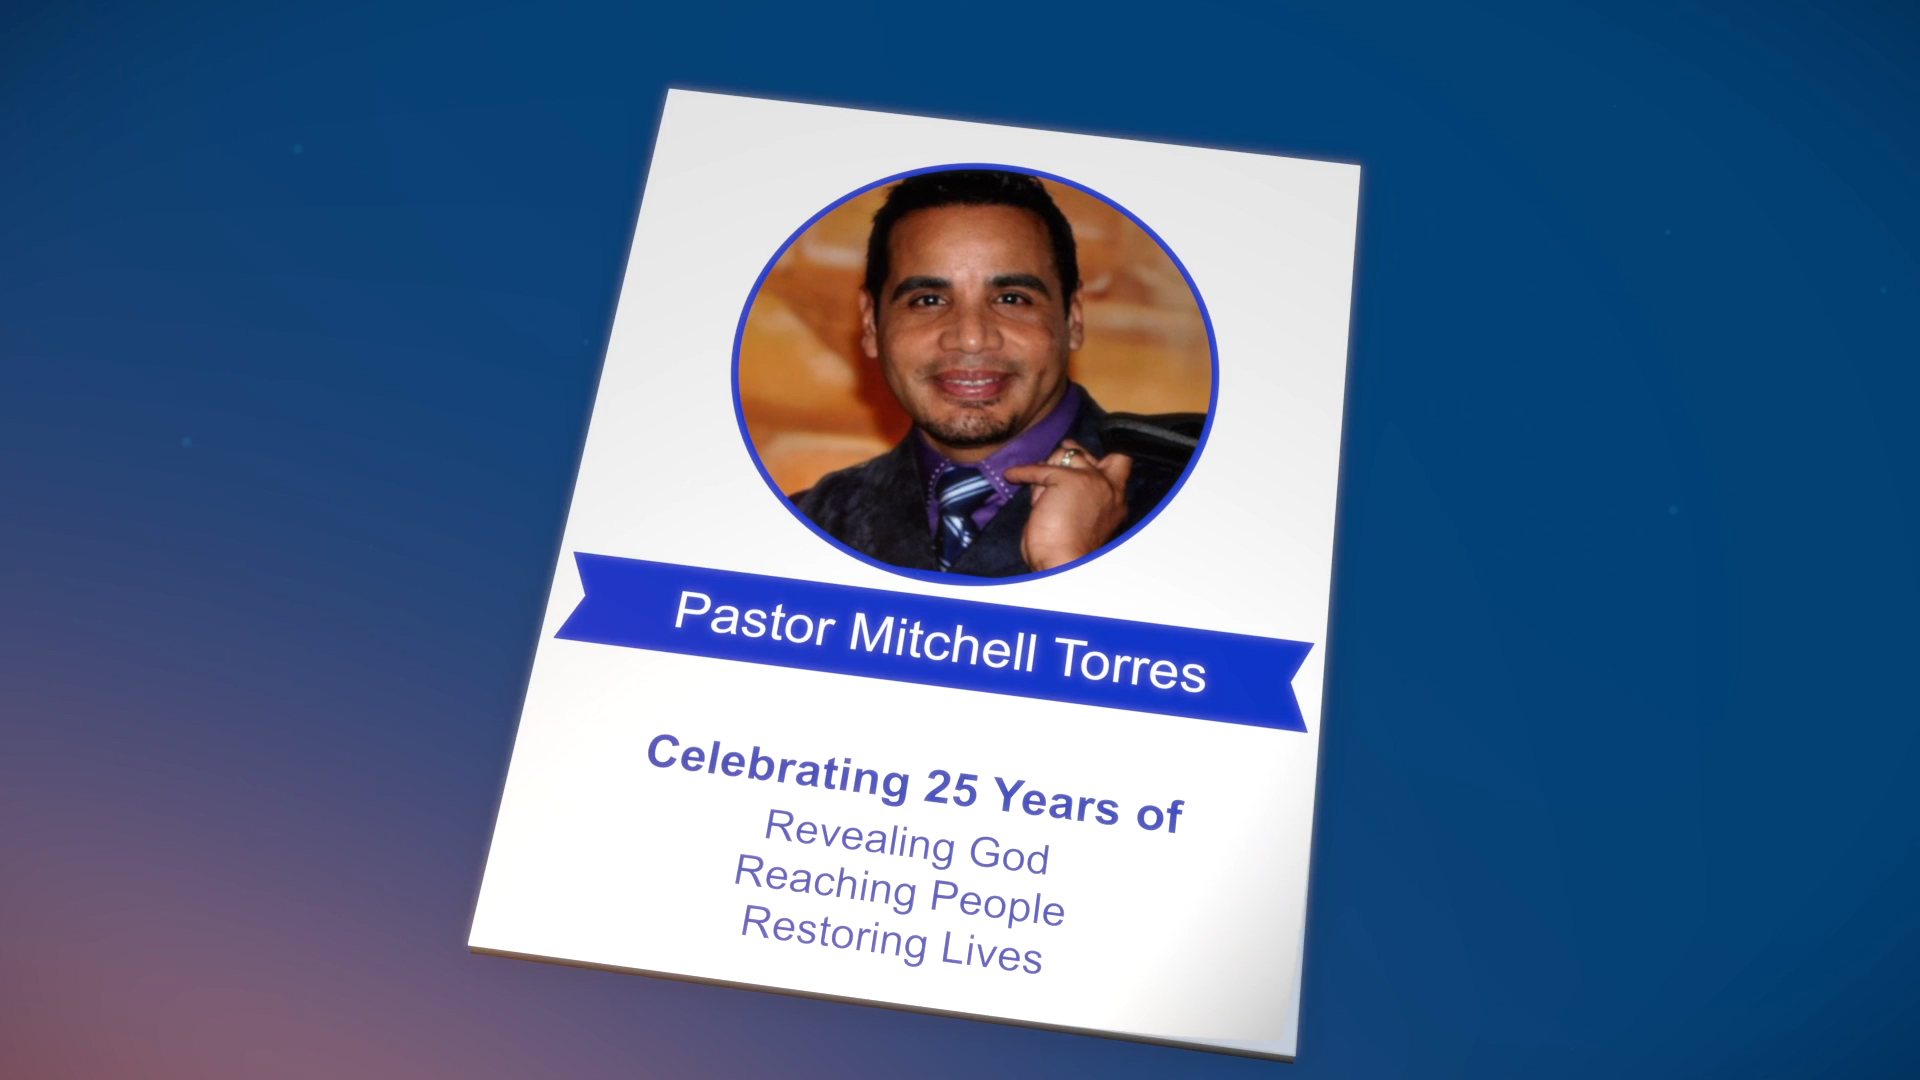 Pastor Mitchell Torres
Celebrating 25 Years of
Revealing God
Reaching People
Restoring Lives